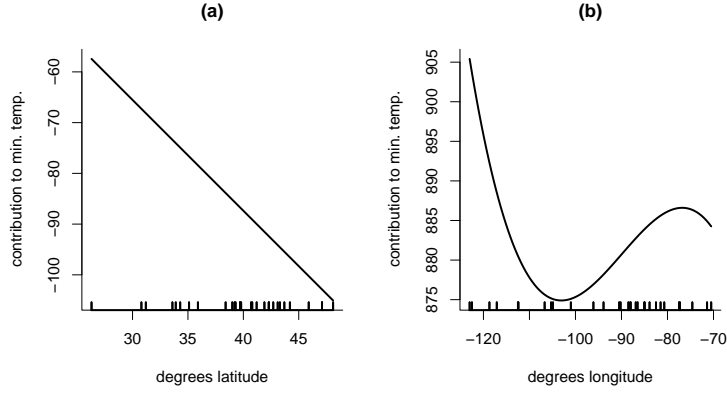 (a)
contribution to min. temp.
−60
−70
−80
−90
−100
30 35 40 45
degrees latitude
(b)
contribution to min. temp.
905
900
895
890
885
880
875
−120 −100 −90 −80 −70
degrees longitude